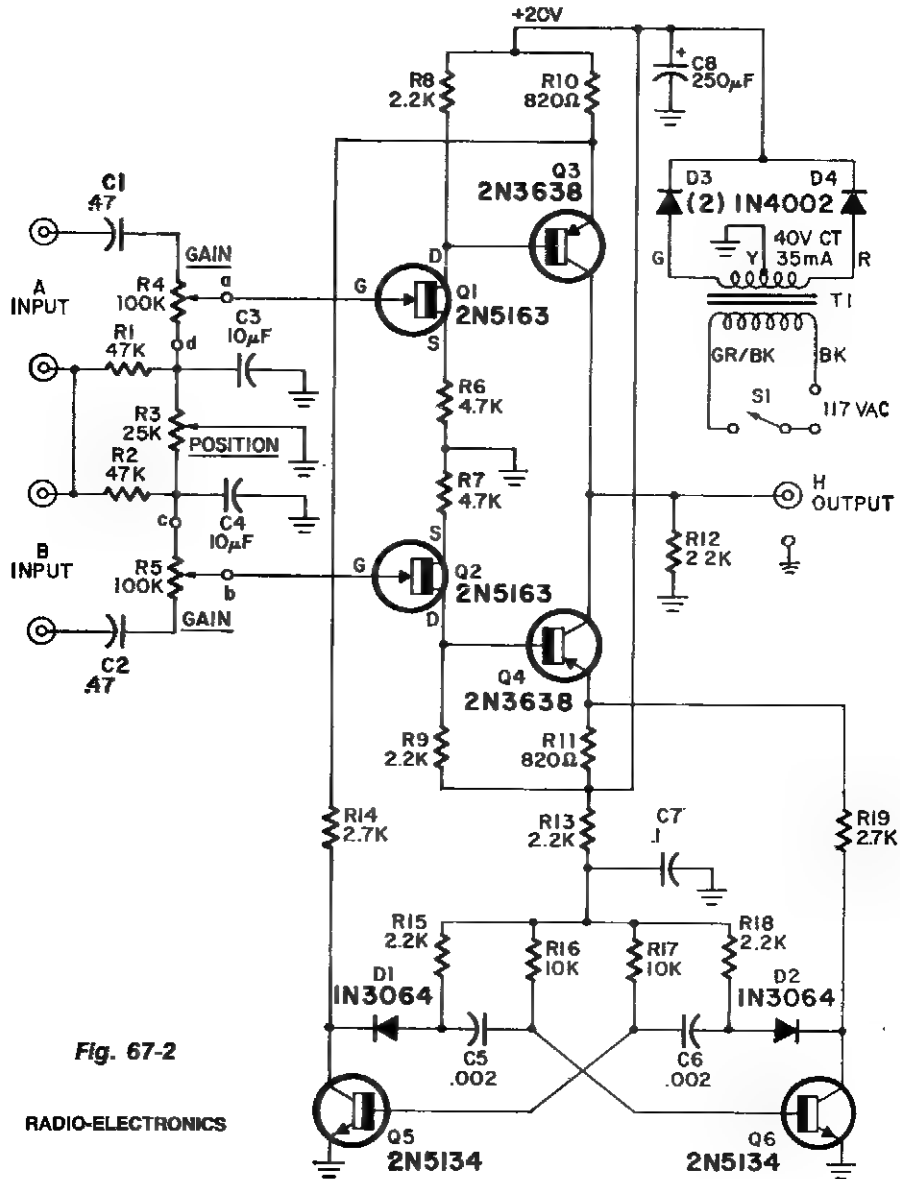 +20V
R8
2.2K
R10
820Ω
+
C8
250µF
Q3
2N3638
D3
D4
(2) 1N4002
40V CT
35mA
G
Y
R
T1
GR/BK
BK
S1
117 VAC
C1
.47
GAIN
a
R4
100K
A
INPUT
d
R1
47K
C3
10µF
R3
25K
POSITION
R2
47K
c
C4
10µF
B
INPUT
R5
100K
b
GAIN
C2
.47
D
G
Q1
2N5163
S
R6
4.7K
R7
4.7K
S
G
Q2
2N5163
D
H
OUTPUT
R12
2.2K
Q4
2N3638
R9
2.2K
R11
820Ω
R14
2.7K
R13
2.2K
C7
.1
R19
2.7K
R15
2.2K
R16
10K
R17
10K
R18
2.2K
D1
1N3064
D2
1N3064
C5
.002
C6
.002
Fig. 67-2
RADIO-ELECTRONICS
Q5
2N5134
Q6
2N5134